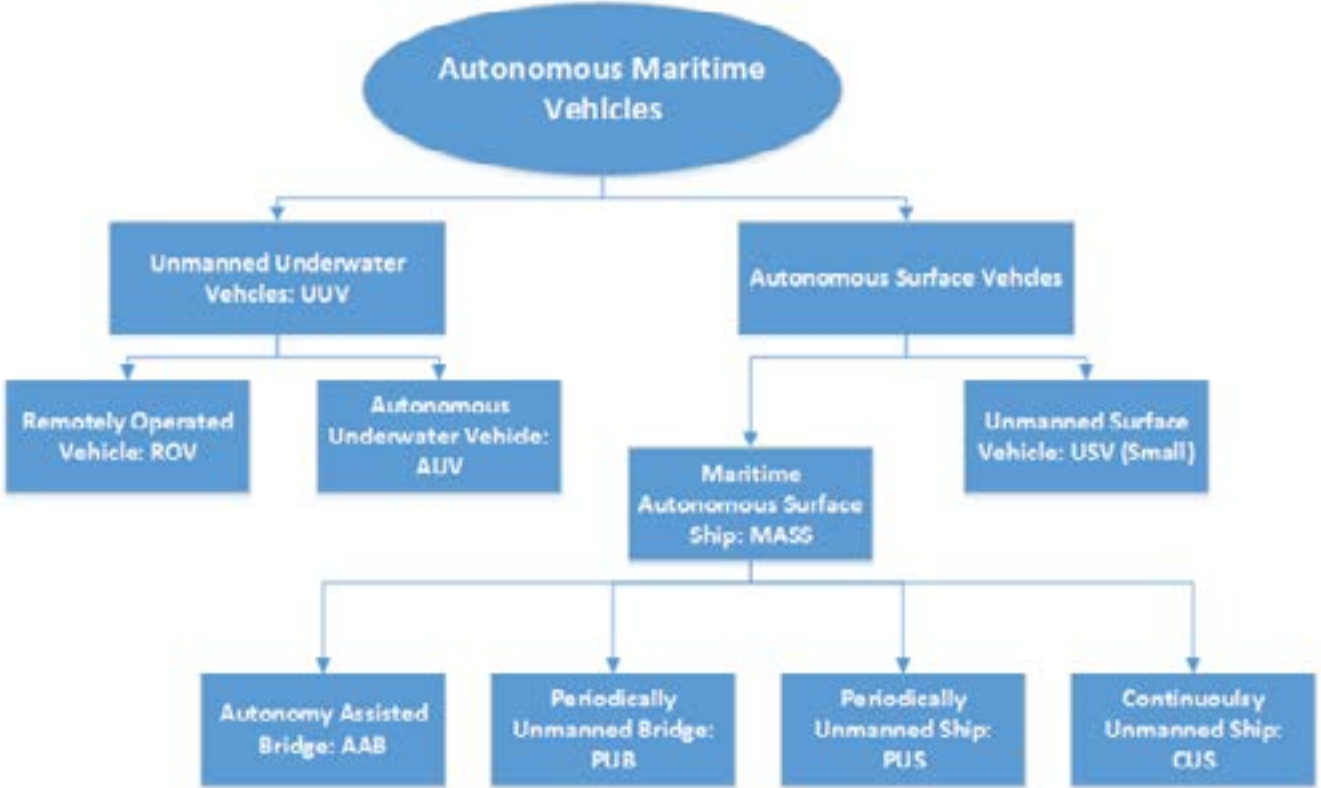 Autonomous Maritime
Vehicles
Unmanned Underwater
Vehcles: UUV
Autonomous Surface Vehcles
Remotely Operated
Vehicle: ROV
Autonomous
Underwater Vehicle:
AUV
Maritime
Autonomous Surface
Ship: MASS
Unmanned Surface
Vehicle: USV (Small)
Autonomy Assisted
Bridge: AAB
Periodically
Unmanned Bridge:
PUB
Periodically
Unmanned Ship:
PUS
Continuoulsy
Unmanned Ship:
CUS